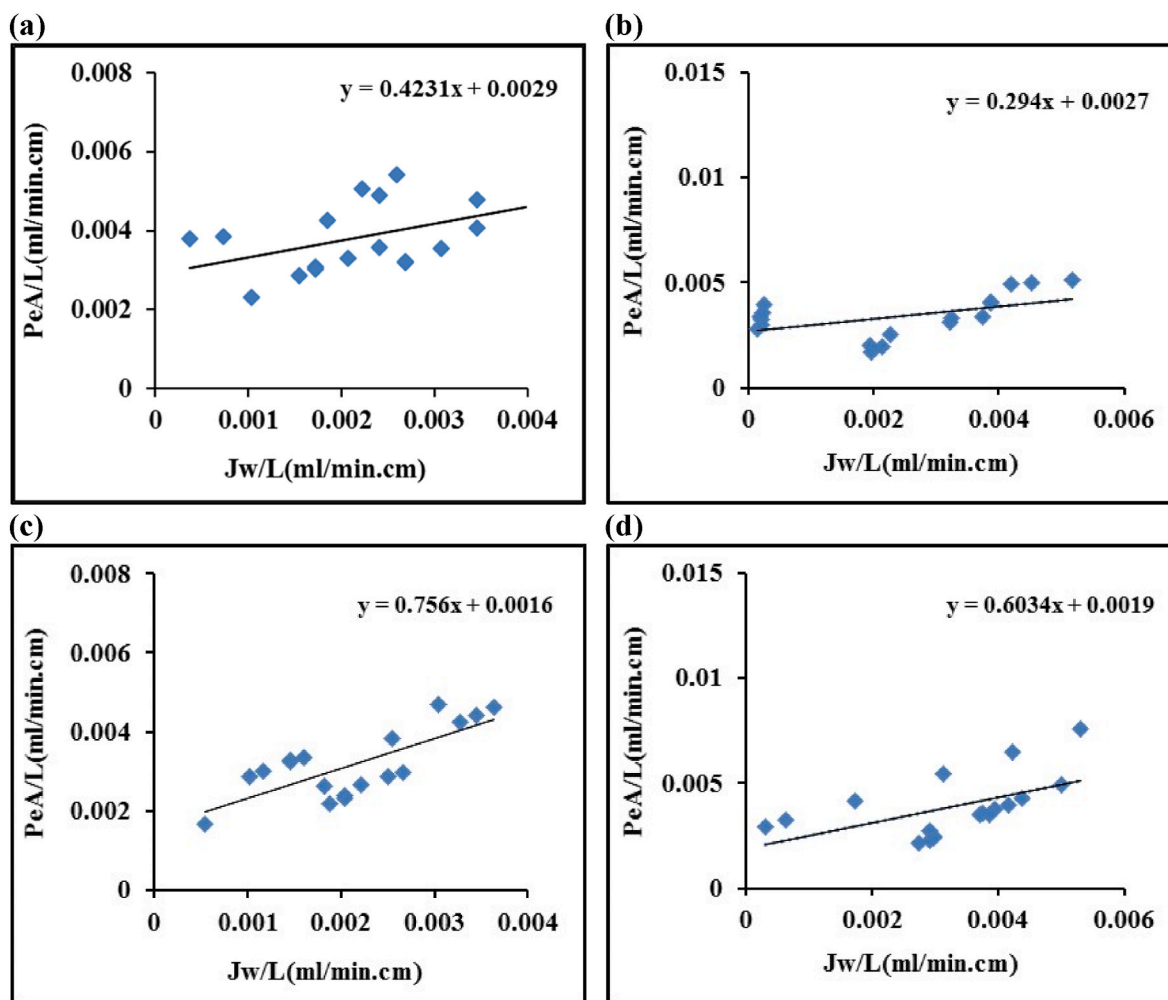 (a)
0.008
0.006
0.004
0.002
0
y = 0.4231x + 0.0029
PeA/L(ml/min.cm)
0 0.001 0.002 0.003 0.004
Jw/L(ml/min.cm)
(b)
0.015
0.01
0.005
0
y = 0.294x + 0.0027
PeA/L(ml/min.cm)
0 0.002 0.004 0.006
Jw/L(ml/min.cm)
(c)
0.008
0.006
0.004
0.002
0
y = 0.756x + 0.0016
PeA/L(ml/min.cm)
0 0.001 0.002 0.003 0.004
Jw/L(ml/min.cm)
(d)
0.015
0.01
0.005
0
y = 0.6034x + 0.0019
PeA/L(ml/min.cm)
0 0.002 0.004 0.006
Jw/L(ml/min.cm)